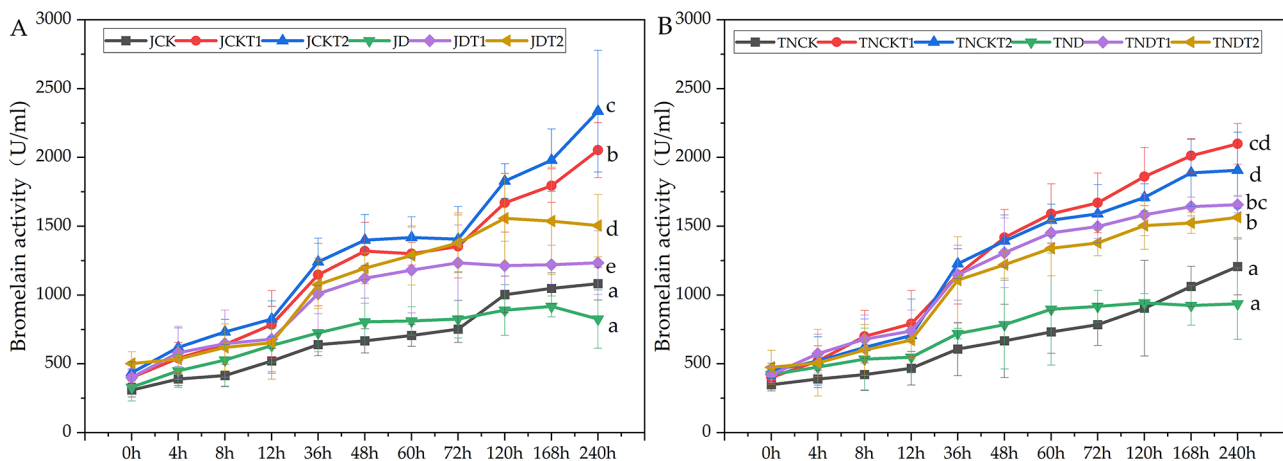 A
JCK JCKT1 JCKT2 JD JDT1 JDT2
Bromelain activity（U/ml）
3000
2500
2000
1500
1000
500
0
c
b
d
e
a
a
0h 4h 8h 12h 36h 48h 60h 72h 120h 168h 240h
B
TNCK TNCKT1 TNCKT2 TND TNDT1 TNDT2
Bromelain activity（U/ml）
3000
2500
2000
1500
1000
500
0
cd
d
bc
b
a
a
0h 4h 8h 12h 36h 48h 60h 72h 120h 168h 240h